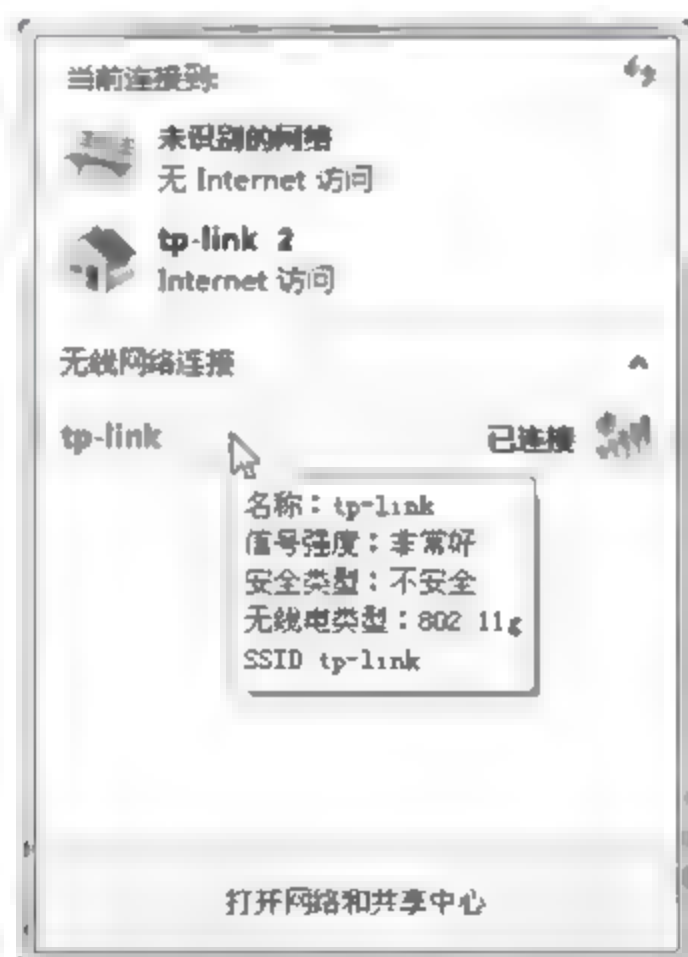 当前连接到:
未识别的网络
无 Internet 访问
tp-link 2
Internet 访问
无线网络连接
tp-link 已连接
名称：tp-link
信号强度：非常好
安全类型：不安全
无线电类型：802 11g
SSID tp-link
打开网络和共享中心